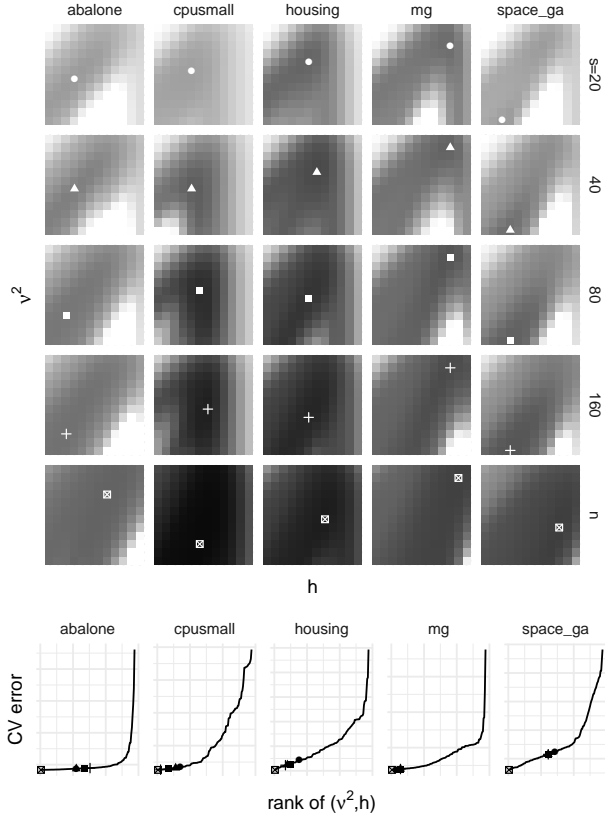 abalone cpusmall housing mg space_ga
s=20
40
80
160
n
ν²
h
abalone cpusmall housing mg space_ga
CV error
rank of (ν²,h)